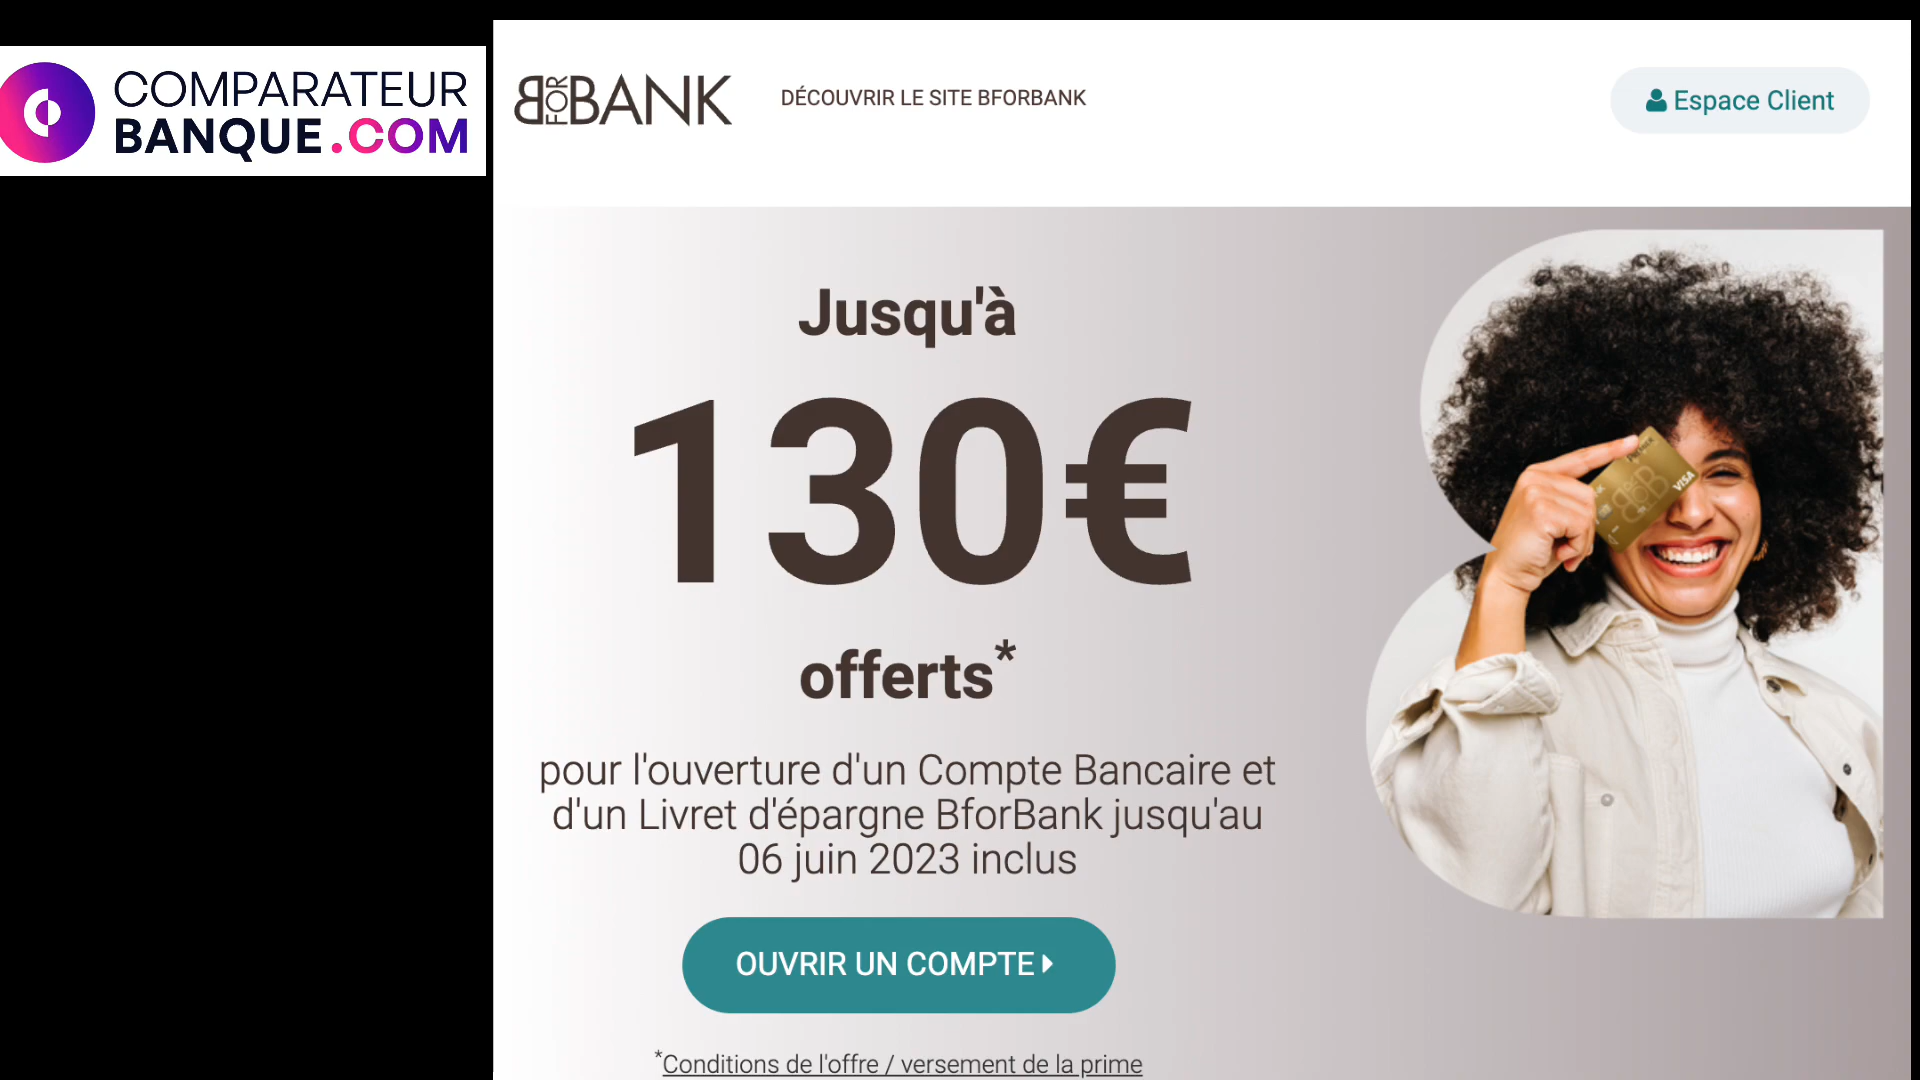 COMPARATEUR
BANQUE.COM
BFORBANK
DÉCOUVRIR LE SITE BFORBANK
Espace Client
Jusqu'à
130€
offerts*
pour l'ouverture d'un Compte Bancaire et
d'un Livret d'épargne BforBank jusqu'au
06 juin 2023 inclus
OUVRIR UN COMPTE
*Conditions de l'offre / versement de la prime
VISA